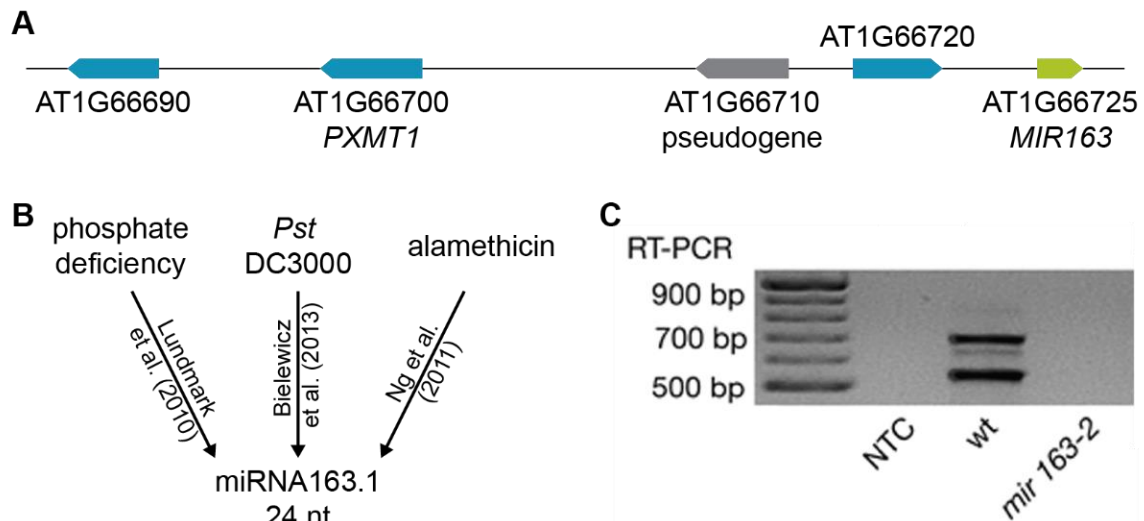 A
AT1G66720
AT1G66690 AT1G66700 AT1G66710 AT1G66725
PXMT1 pseudogene MIR163
B
phosphate
deficiency
Pst
DC3000
alamethicin
Lundmark
et al. (2010)
Bielewicz
et al. (2013)
Ng et al.
(2011)
miRNA163.1
24 nt
C
RT-PCR
900 bp
700 bp
500 bp
NTC
wt
mir 163-2